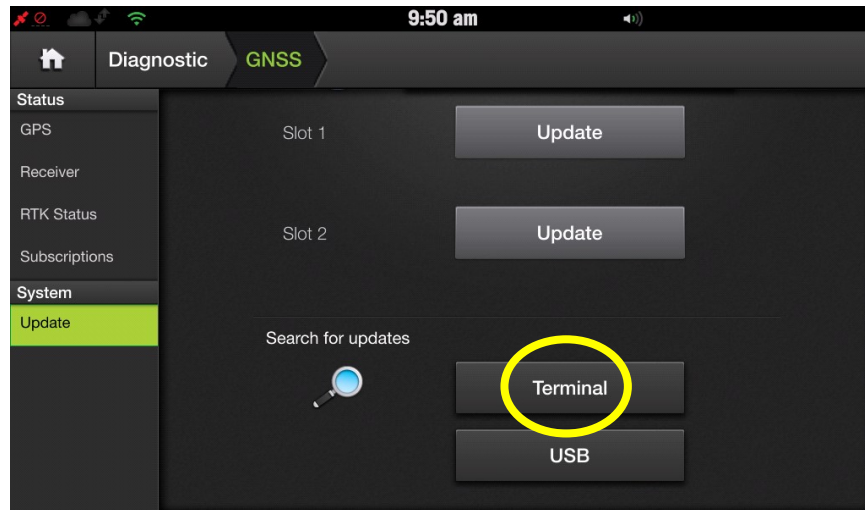 9:50 am
Diagnostic
GNSS
Status
GPS
Receiver
RTK Status
Subscriptions
System
Update
Slot 1
Update
Slot 2
Update
Search for updates
Terminal
USB